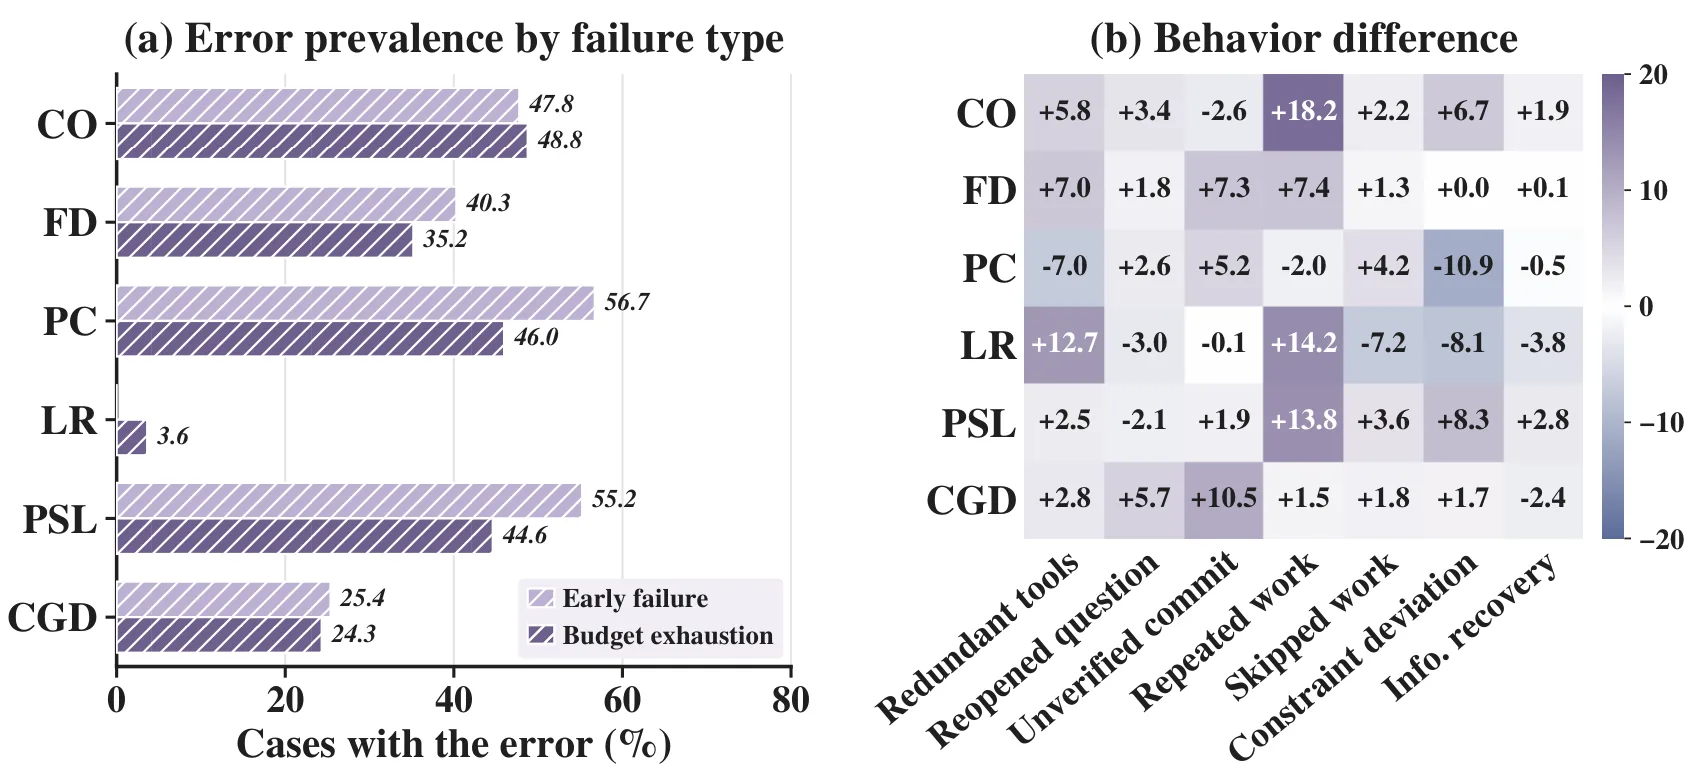 (a) Error prevalence by failure type
CO
47.8
48.8
FD
40.3
35.2
PC
56.7
46.0
LR
3.6
PSL
55.2
44.6
CGD
25.4
24.3
Early failure
Budget exhaustion
0 20 40 60 80
Cases with the error (%)
(b) Behavior difference
CO +5.8 +3.4 -2.6 +18.2 +2.2 +6.7 +1.9
FD +7.0 +1.8 +7.3 +7.4 +1.3 +0.0 +0.1
PC -7.0 +2.6 +5.2 -2.0 +4.2 -10.9 -0.5
LR +12.7 -3.0 -0.1 +14.2 -7.2 -8.1 -3.8
PSL +2.5 -2.1 +1.9 +13.8 +3.6 +8.3 +2.8
CGD +2.8 +5.7 +10.5 +1.5 +1.8 +1.7 -2.4
Redundant tools
Reopened question
Unverified commit
Repeated work
Skipped work
Constraint deviation
Info. recovery
20
10
0
−10
−20